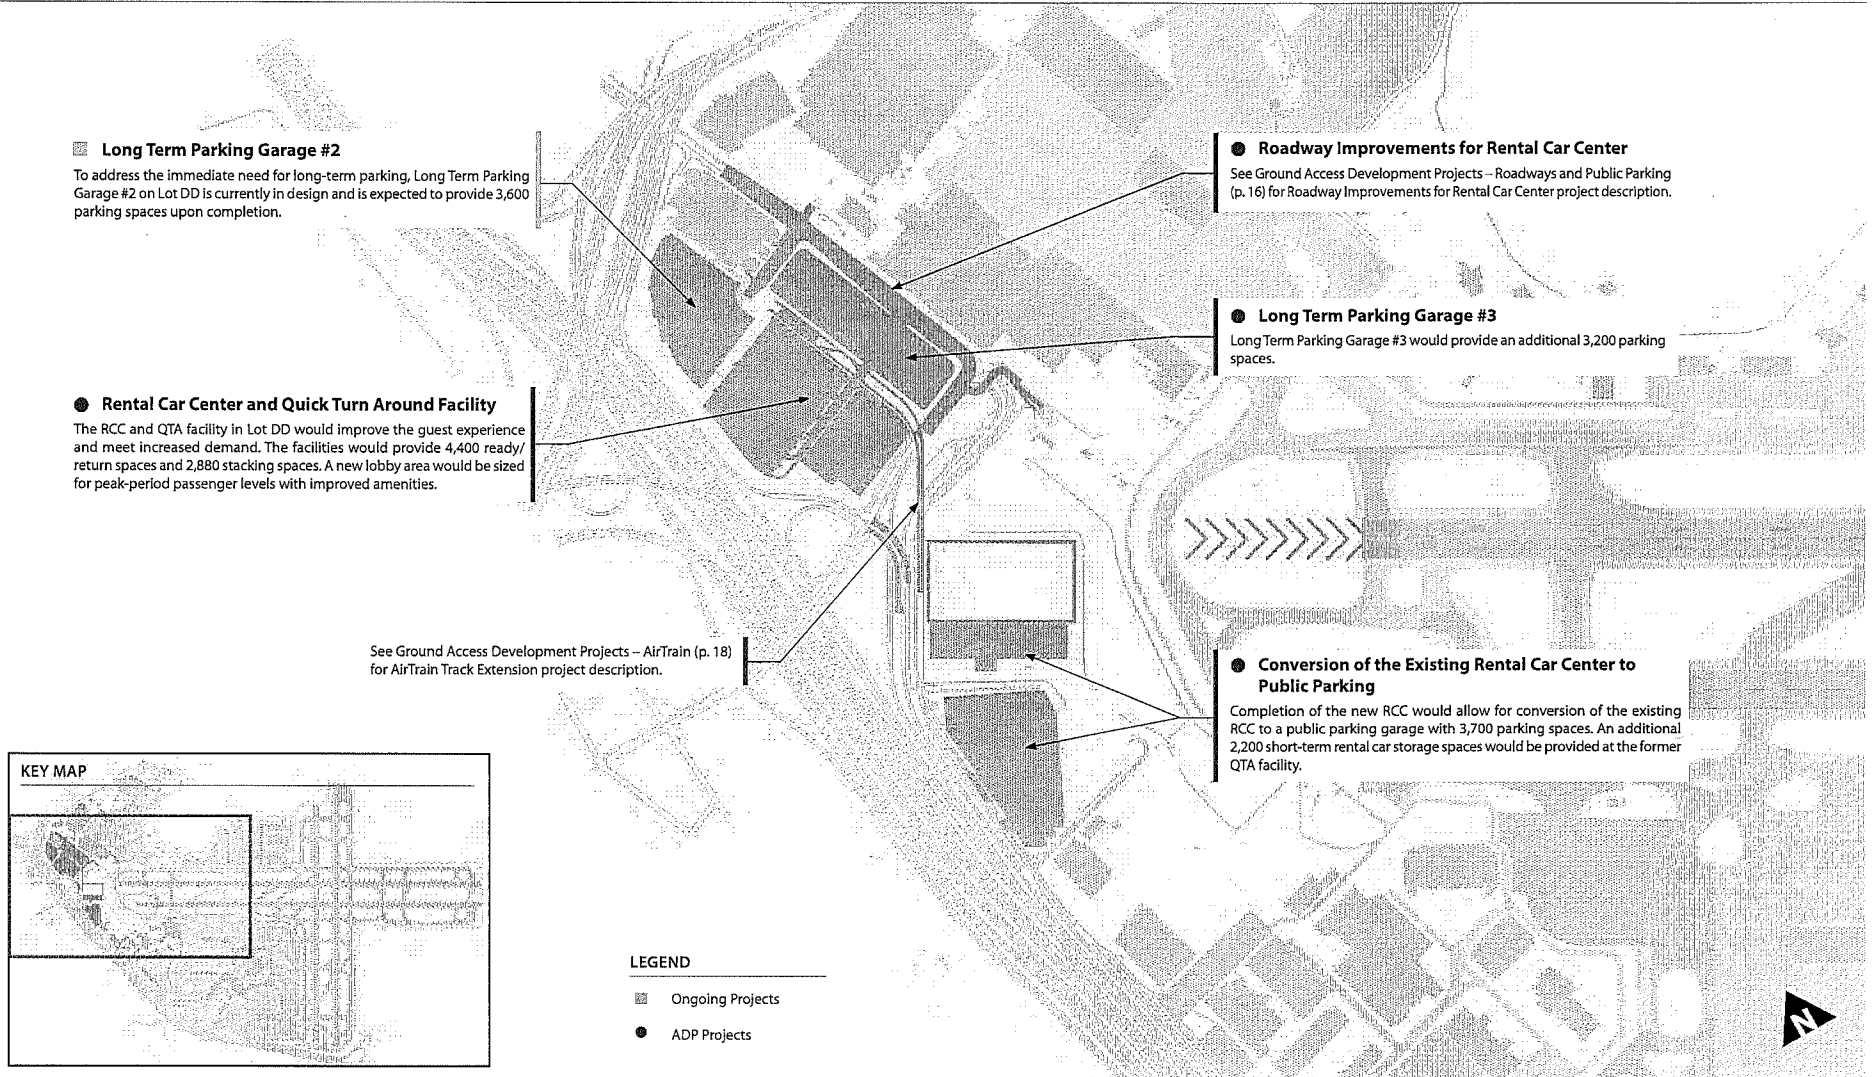 Long Term Parking Garage #2
To address the immediate need for long-term parking, Long Term Parking
Garage #2 on Lot DD is currently in design and is expected to provide 3,600
parking spaces upon completion.
Rental Car Center and Quick Turn Around Facility
The RCC and QTA facility in Lot DD would improve the guest experience
and meet increased demand. The facilities would provide 4,400 ready/
return spaces and 2,880 stacking spaces. A new lobby area would be sized
for peak-period passenger levels with improved amenities.
See Ground Access Development Projects – AirTrain (p. 18)
for AirTrain Track Extension project description.
Roadway Improvements for Rental Car Center
See Ground Access Development Projects – Roadways and Public Parking
(p. 16) for Roadway Improvements for Rental Car Center project description.
Long Term Parking Garage #3
Long Term Parking Garage #3 would provide an additional 3,200 parking
spaces.
Conversion of the Existing Rental Car Center to
Public Parking
Completion of the new RCC would allow for conversion of the existing
RCC to a public parking garage with 3,700 parking spaces. An additional
2,200 short-term rental car storage spaces would be provided at the former
QTA facility.
KEY MAP
LEGEND
Ongoing Projects
ADP Projects
N